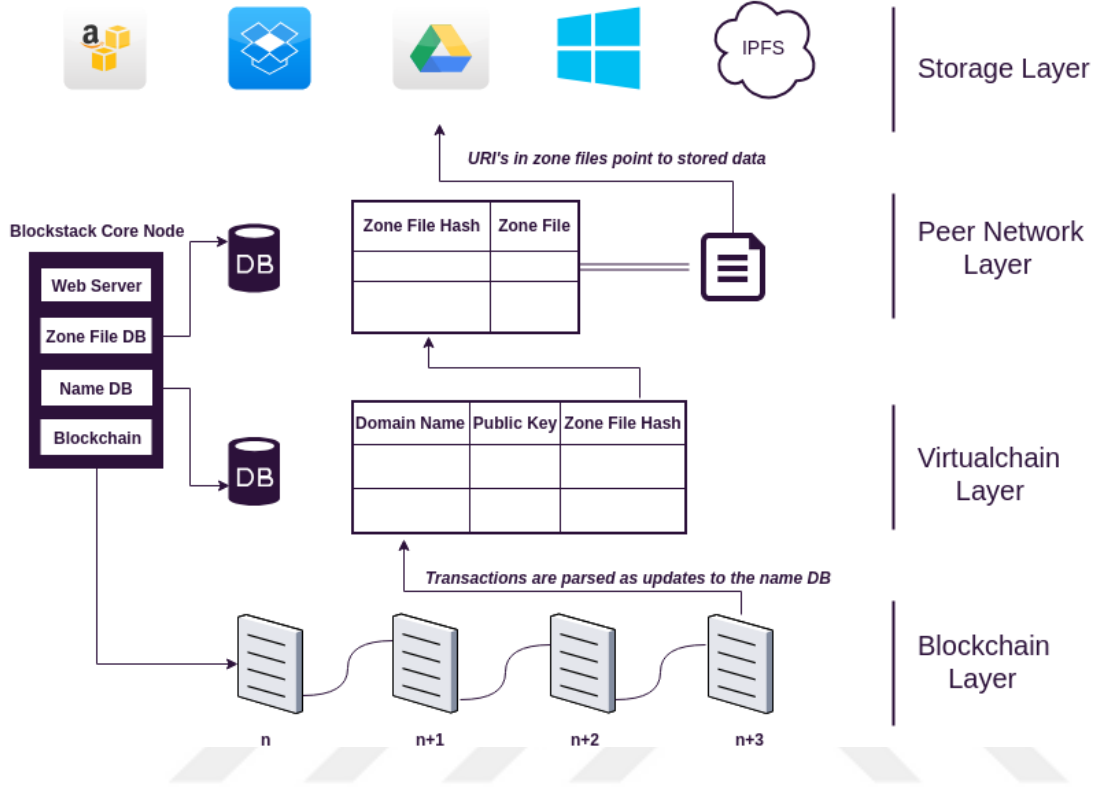 a
IPFS
Storage Layer
URI's in zone files point to stored data
Blockstack Core Node
Web Server
Zone File DB
Name DB
Blockchain
DB
DB
Zone File Hash Zone File
Peer Network
Layer
Domain Name Public Key Zone File Hash
Virtualchain
Layer
Transactions are parsed as updates to the name DB
Blockchain
Layer
n n+1 n+2 n+3